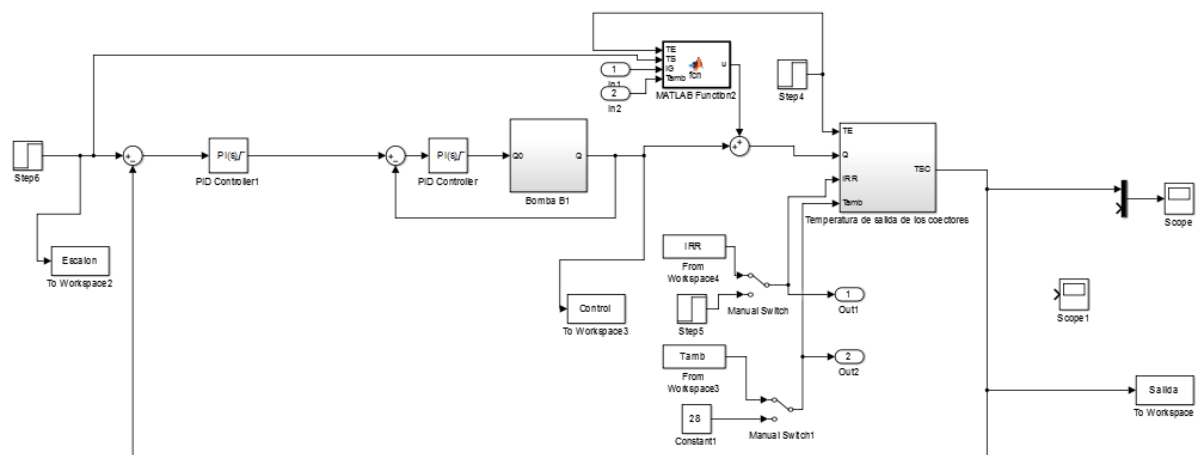 TE
TS
IG
Tamb
fcn
u
MATLAB Function2
1
In1
2
In2
Step4
Step6
+
-
PI(s)
PID Controller1
+
-
PI(s)
PID Controller
Q0
Q
Bomba B1
+
+
TE
Q
IRR
Tamb
TSC
Temperatura de salida de los coectores
Scope
Escalon
To Workspace2
Control
To Workspace3
IRR
From
Workspace4
Step5
Manual Switch
1
Out1
Scope1
Tamb
From
Workspace3
2
Out2
28
Constant1
Manual Switch1
Salida
To Workspace